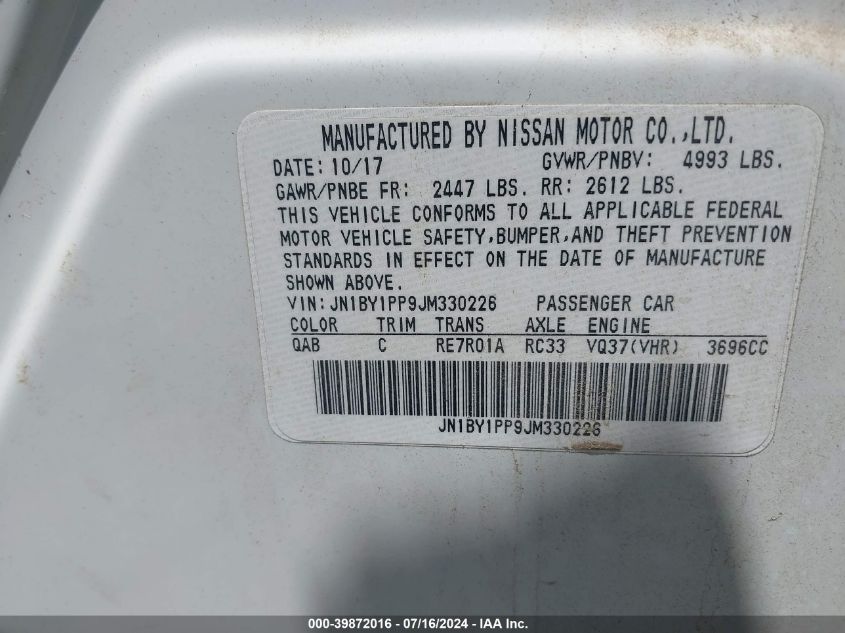 MANUFACTURED BY NISSAN MOTOR CO.,LTD.
DATE: 10/17 GVWR/PNBV: 4993 LBS.
GAWR/PNBE FR: 2447 LBS. RR: 2612 LBS.
THIS VEHICLE CONFORMS TO ALL APPLICABLE FEDERAL
MOTOR VEHICLE SAFETY,BUMPER,AND THEFT PREVENTION
STANDARDS IN EFFECT ON THE DATE OF MANUFACTURE
SHOWN ABOVE.
VIN: JN1BY1PP9JM330226 PASSENGER CAR
COLOR TRIM TRANS AXLE ENGINE
QAB C RE7R01A RC33 VQ37(VHR) 3696CC
JN1BY1PP9JM330226
000-39872016 - 07/16/2024 - IAA Inc.